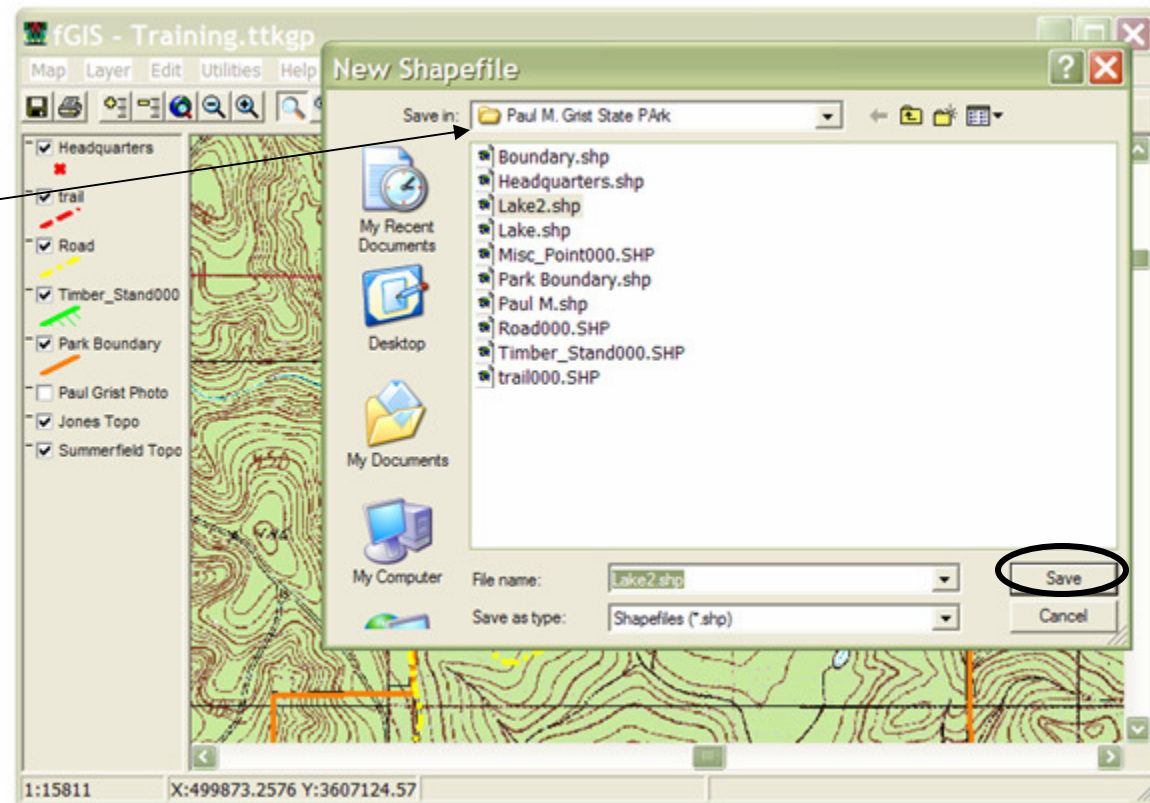 fGIS - Training.ttkgp
Map Layer Edit Utilities Help
New Shapefile
Save in: Paul M. Grist State PArk
Headquarters
trail
Road
Timber_Stand000
Park Boundary
Paul Grist Photo
Jones Topo
Summerfield Topo
My Recent Documents
Desktop
My Documents
My Computer
Boundary.shp
Headquarters.shp
Lake2.shp
Lake.shp
Misc_Point000.SHP
Park Boundary.shp
Paul M.shp
Road000.SHP
Timber_Stand000.SHP
trail000.SHP
File name: Lake2.shp
Save
Save as type: Shapefiles (*.shp)
Cancel
450
1:15811 X:499873.2576 Y:3607124.57